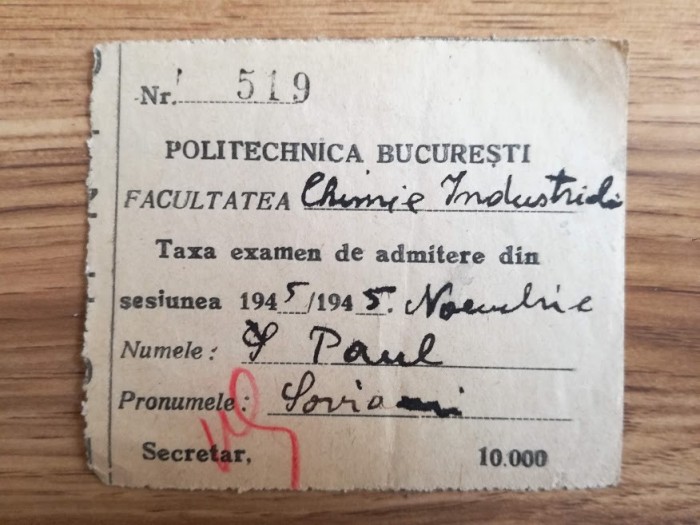 Nr. 519
POLITECHNICA BUCUREȘTI
FACULTATEA Chimie Industrială
Taxa examen de admitere din
sesiunea 1945/1945. Noembrie
Numele: Paul
Pronumele:
Secretar, 10.000